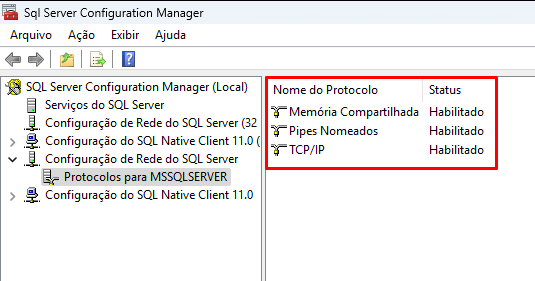 Sql Server Configuration Manager
Arquivo Ação Exibir Ajuda
SQL Server Configuration Manager (Local)
Serviços do SQL Server
Configuração de Rede do SQL Server (32
Configuração do SQL Native Client 11.0 (
Configuração de Rede do SQL Server
Protocolos para MSSQLSERVER
Configuração do SQL Native Client 11.0
Nome do Protocolo Status
Memória Compartilhada Habilitado
Pipes Nomeados Habilitado
TCP/IP Habilitado